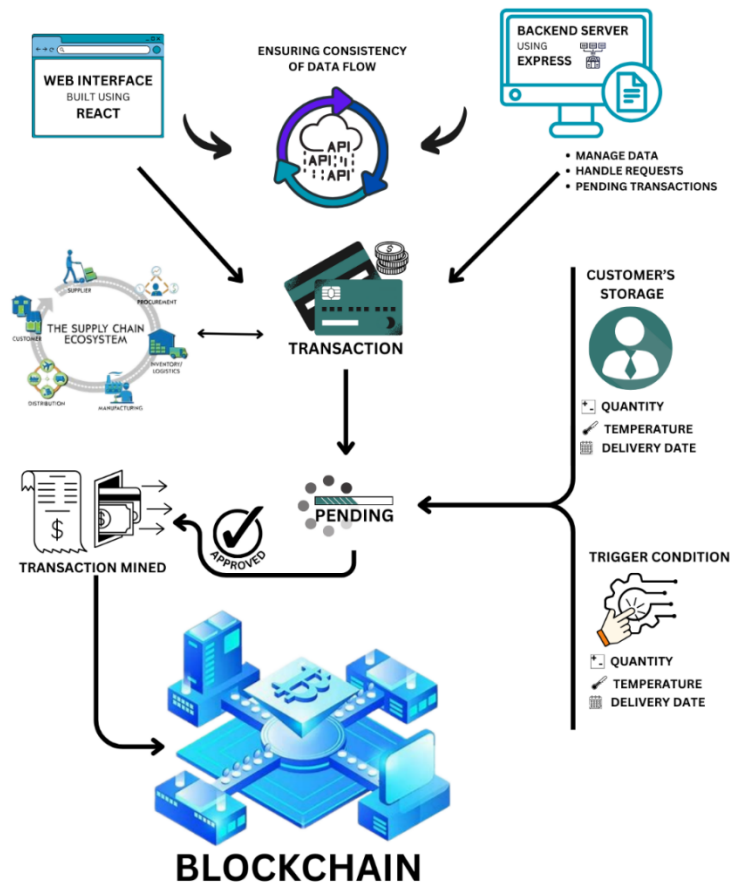 WEB INTERFACE
BUILT USING
REACT
ENSURING CONSISTENCY
OF DATA FLOW
API
API
API
BACKEND SERVER
USING
EXPRESS
• MANAGE DATA
• HANDLE REQUESTS
• PENDING TRANSACTIONS
SUPPLIER
PROCUREMENT
THE SUPPLY CHAIN
ECOSYSTEM
CUSTOMER
INVENTORY/
LOGISTICS
DISTRIBUTION
MANUFACTURING
$
TRANSACTION
CUSTOMER'S
STORAGE
QUANTITY
TEMPERATURE
DELIVERY DATE
$
$
TRANSACTION MINED
APPROVED
PENDING
TRIGGER CONDITION
QUANTITY
TEMPERATURE
DELIVERY DATE
BLOCKCHAIN